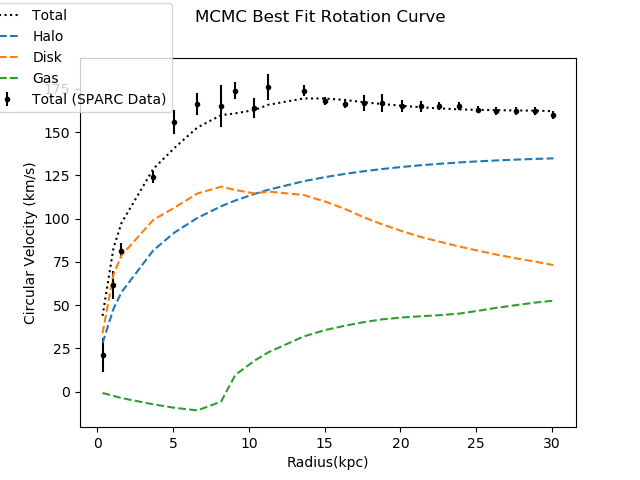 MCMC Best Fit Rotation Curve
Total
Halo
Disk
Gas
Total (SPARC Data)
Circular Velocity (km/s)
175
150
125
100
75
50
25
0
0 5 10 15 20 25 30
Radius(kpc)